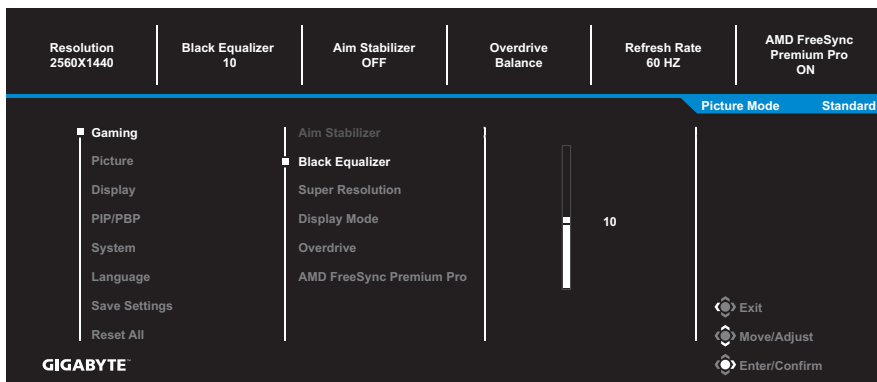 Resolution
2560X1440
Black Equalizer
10
Aim Stabilizer
OFF
Overdrive
Balance
Refresh Rate
60 HZ
AMD FreeSync
Premium Pro
ON
Picture Mode Standard
Gaming
Picture
Display
PIP/PBP
System
Language
Save Settings
Reset All
Aim Stabilizer
Black Equalizer
Super Resolution
Display Mode
Overdrive
AMD FreeSync Premium Pro
10
Exit
Move/Adjust
Enter/Confirm
GIGABYTE™